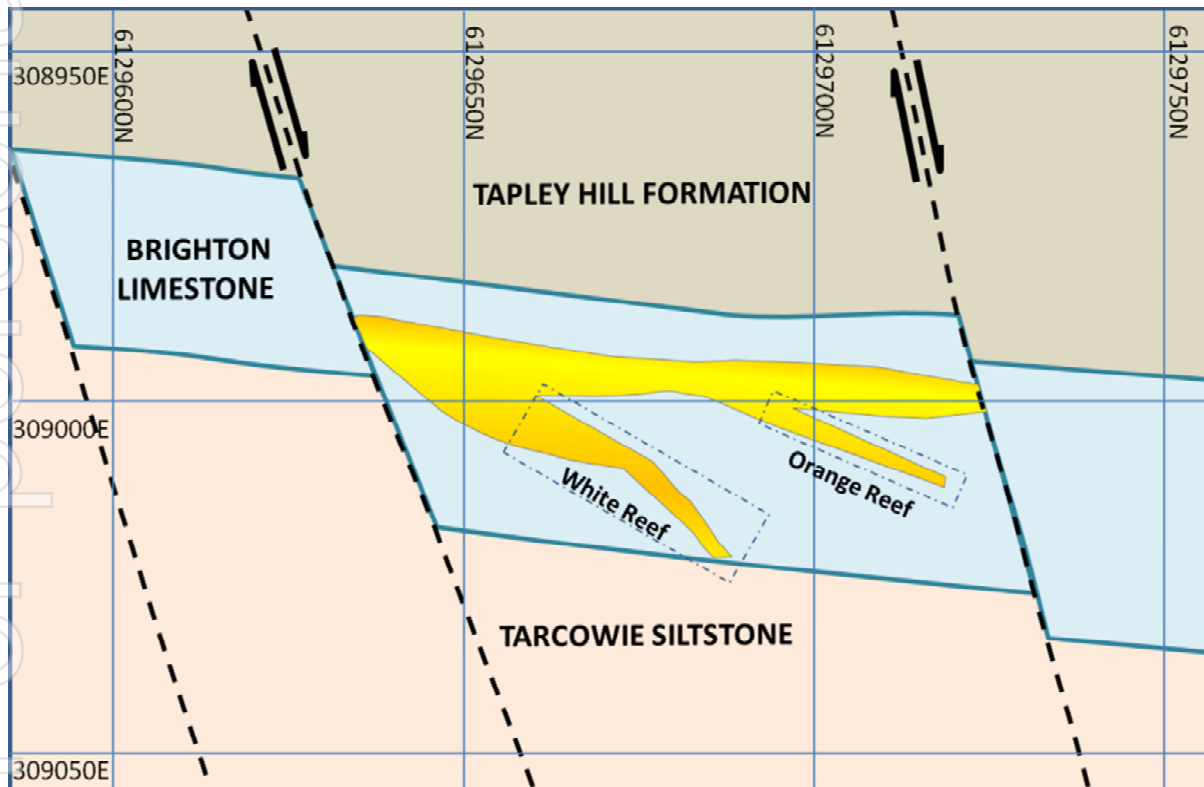 6129600N
6129650N
6129700N
6129750N
308950E
TAPLEY HILL FORMATION
BRIGHTON
LIMESTONE
309000E
White Reef
Orange Reef
TARCOWIE SILTSTONE
309050E